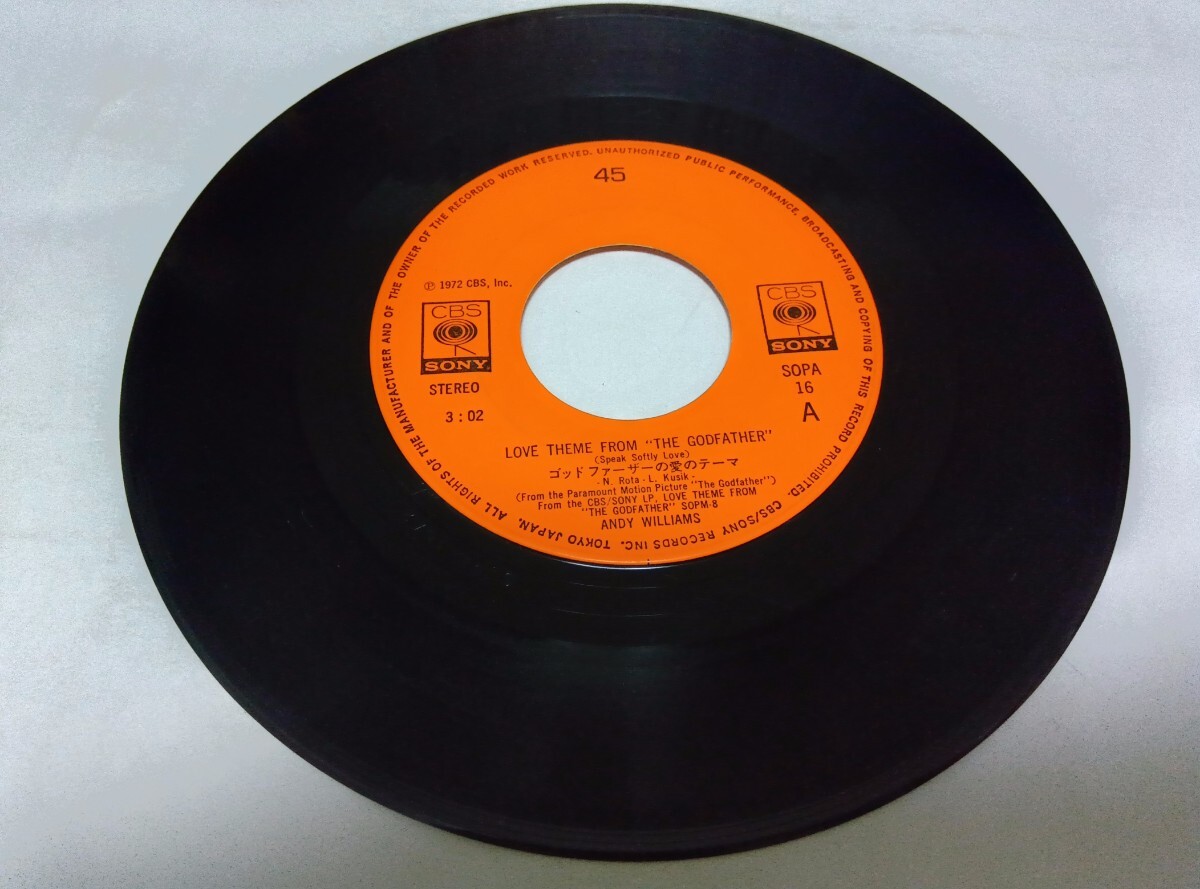 ALL RIGHTS OF THE MANUFACTURER AND OF THE OWNER OF THE RECORDED WORK RESERVED. UNAUTHORIZED PUBLIC PERFORMANCE, BROADCASTING AND COPYING OF THIS RECORD PROHIBITED. CBS/SONY RECORDS INC. TOKYO JAPAN.
45
℗ 1972 CBS, Inc.
CBS
SONY
STEREO
3:02
CBS
SONY
SOPA
16
A
LOVE THEME FROM "THE GODFATHER"
(Speak Softly Love)
ゴッドファーザーの愛のテーマ
- N. Rota - L. Kusik -
(From the Paramount Motion Picture "The Godfather")
From the CBS/SONY LP, LOVE THEME FROM
"THE GODFATHER" SOPM-8
ANDY WILLIAMS